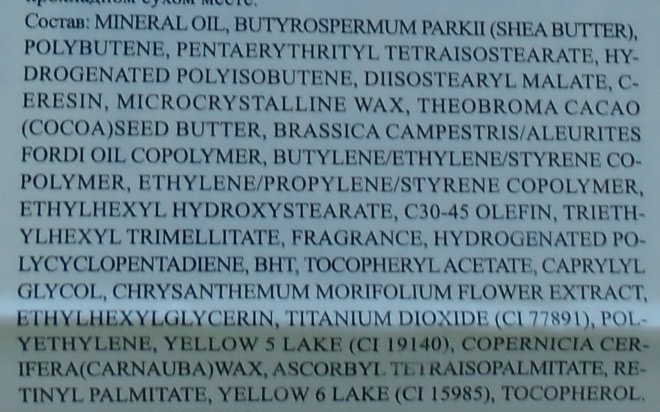 прохладном сухом месте.
Состав: MINERAL OIL, BUTYROSPERMUM PARKII (SHEA BUTTER),
POLYBUTENE, PENTAERYTHRITYL TETRAISOSTEARATE, HY-
DROGENATED POLYISOBUTENE, DIISOSTEARYL MALATE, C-
ERESIN, MICROCRYSTALLINE WAX, THEOBROMA CACAO
(COCOA)SEED BUTTER, BRASSICA CAMPESTRIS/ALEURITES
FORDI OIL COPOLYMER, BUTYLENE/ETHYLENE/STYRENE CO-
POLYMER, ETHYLENE/PROPYLENE/STYRENE COPOLYMER,
ETHYLHEXYL HYDROXYSTEARATE, C30-45 OLEFIN, TRIETH-
YLHEXYL TRIMELLITATE, FRAGRANCE, HYDROGENATED PO-
LYCYCLOPENTADIENE, BHT, TOCOPHERYL ACETATE, CAPRYLYL
GLYCOL, CHRYSANTHEMUM MORIFOLIUM FLOWER EXTRACT,
ETHYLHEXYLGLYCERIN, TITANIUM DIOXIDE (CI 77891), POL-
YETHYLENE, YELLOW 5 LAKE (CI 19140), COPERNICIA CER-
IFERA(CARNAUBA)WAX, ASCORBYL TETRAISOPALMITATE, RE-
TINYL PALMITATE, YELLOW 6 LAKE (CI 15985), TOCOPHEROL.